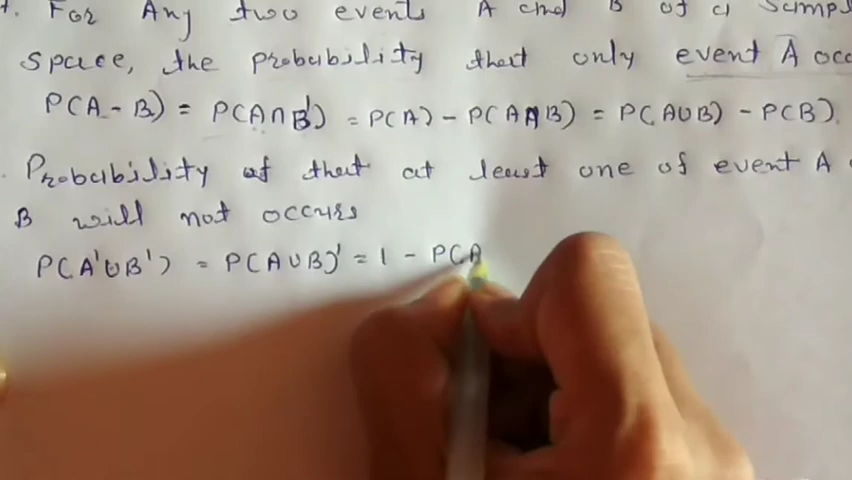 For Any two events A and B of a samp
space, the probability that only event A occ
P(A - B) = P(A∩B') = P(A) - P(A∩B) = P(A∪B) - P(B).
Probability of that at least one of event A
B will not occurs
P(A'∪B') = P(A∪B)' = 1 - P(A